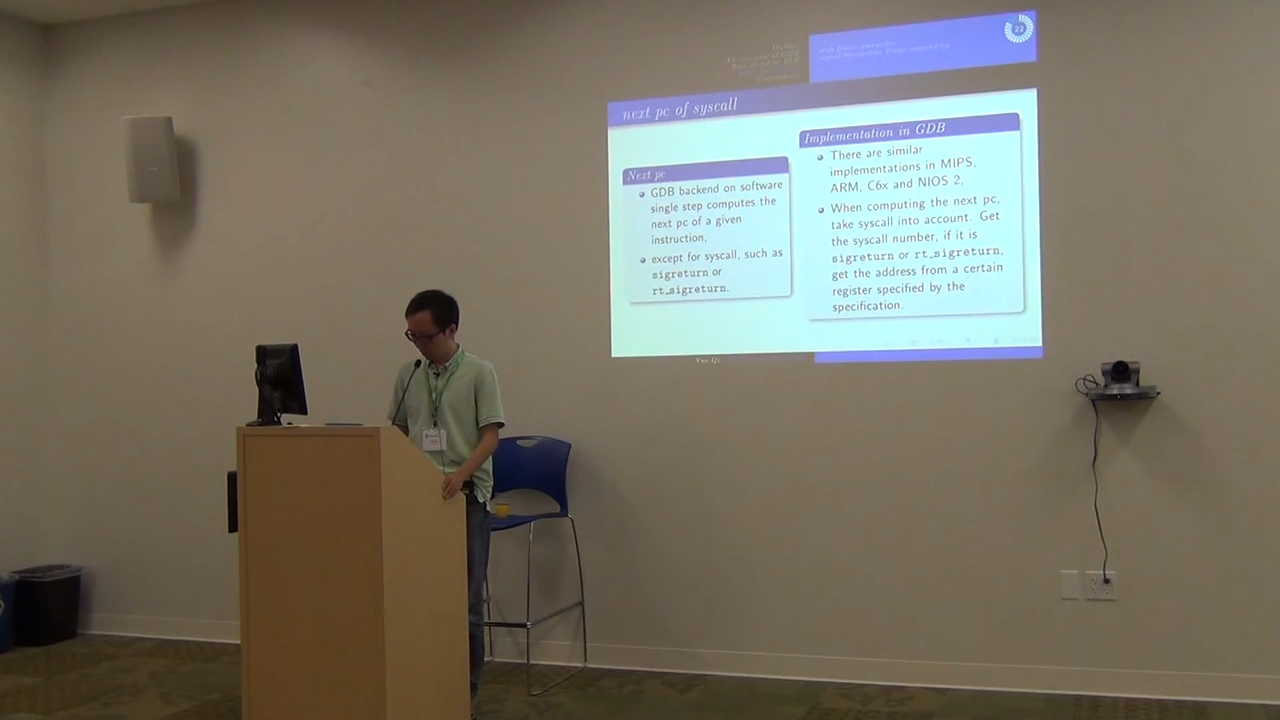 22
next pc of syscall
Next pc
GDB backend on software
single step computes the
next pc of a given
instruction,
except for syscall, such as
sigreturn or
rt_sigreturn.
Implementation in GDB
There are similar
implementations in MIPS,
ARM, C6x and NIOS 2,
When computing the next pc,
take syscall into account. Get
the syscall number, if it is
sigreturn or rt_sigreturn,
get the address from a certain
register specified by the
specification.
Yao Qi